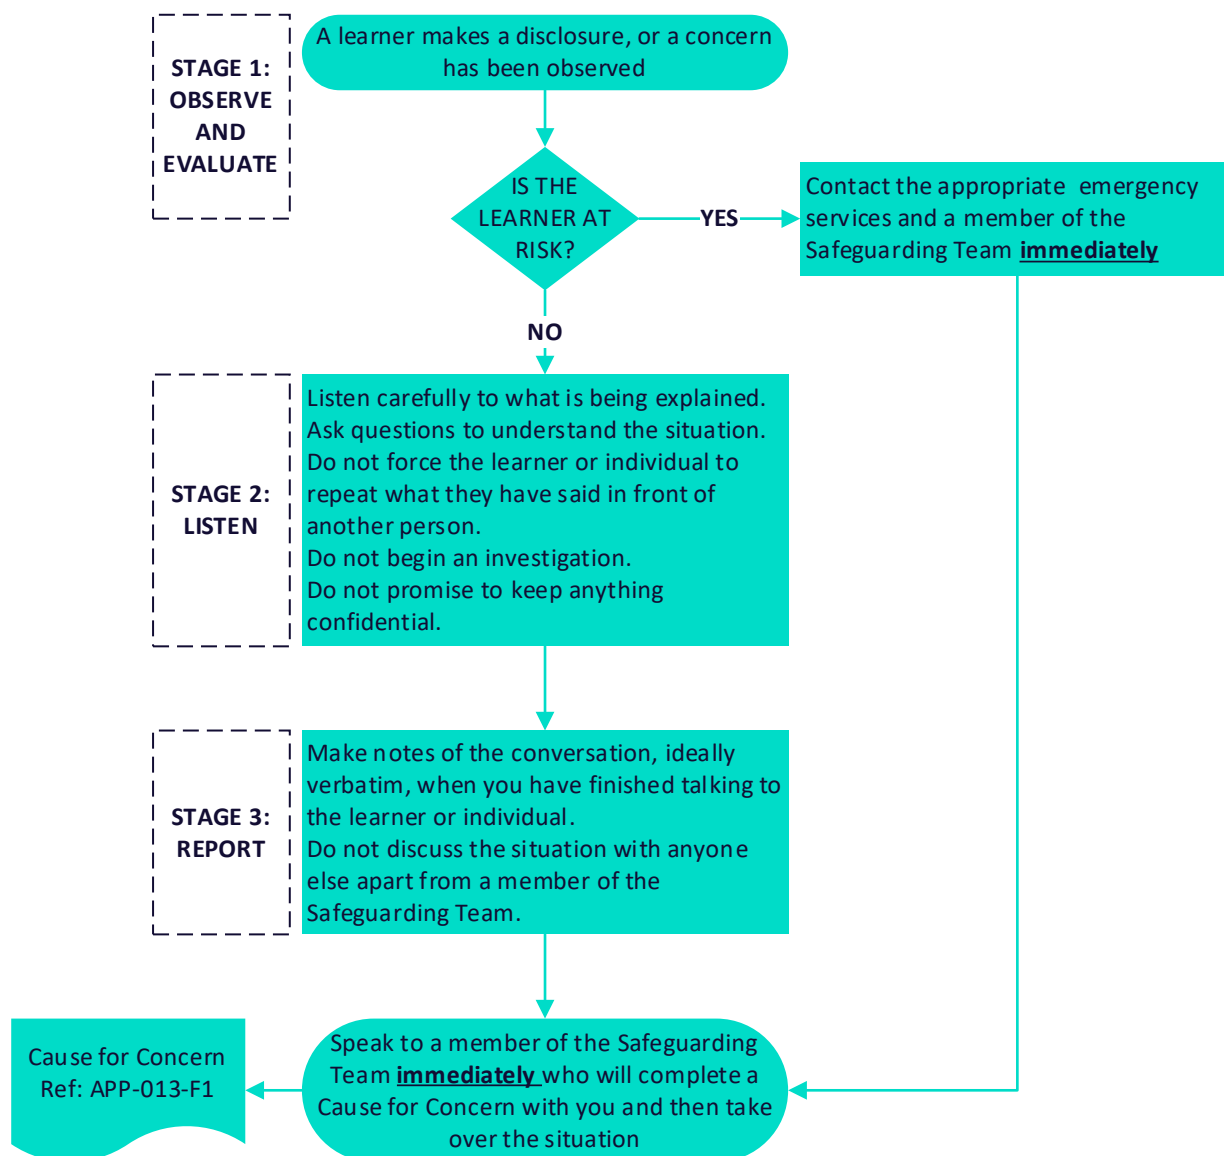 STAGE 1:
OBSERVE
AND
EVALUATE
A learner makes a disclosure, or a concern
has been observed
IS THE
LEARNER AT
RISK?
YES
Contact the appropriate emergency
services and a member of the
Safeguarding Team immediately
NO
STAGE 2:
LISTEN
Listen carefully to what is being explained.
Ask questions to understand the situation.
Do not force the learner or individual to
repeat what they have said in front of
another person.
Do not begin an investigation.
Do not promise to keep anything
confidential.
STAGE 3:
REPORT
Make notes of the conversation, ideally
verbatim, when you have finished talking to
the learner or individual.
Do not discuss the situation with anyone
else apart from a member of the
Safeguarding Team.
Cause for Concern
Ref: APP-013-F1
Speak to a member of the Safeguarding
Team immediately who will complete a
Cause for Concern with you and then take
over the situation